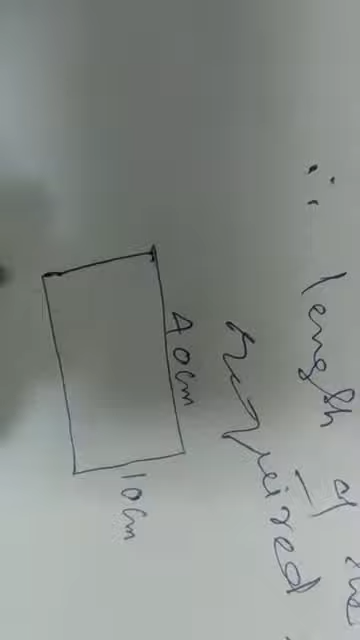 ∴ length of the
required
40cm
10cm